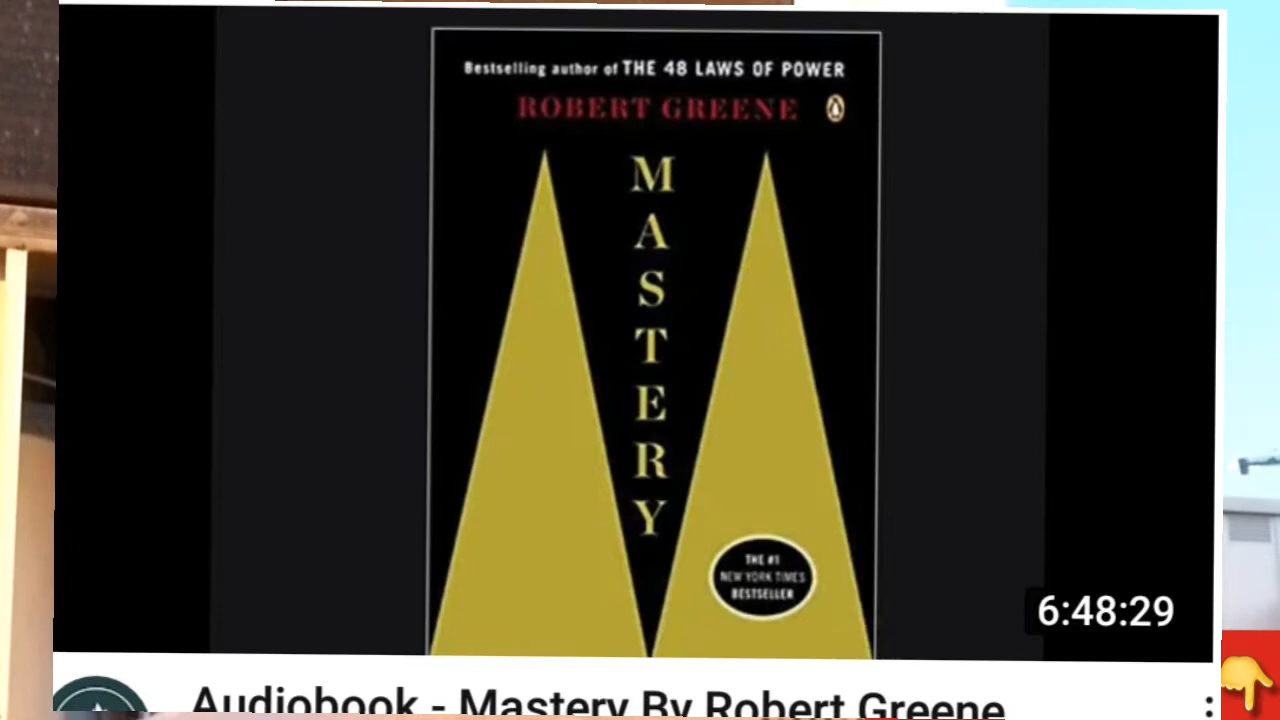 Bestselling author of THE 48 LAWS OF POWER
ROBERT GREENE
MASTERY
THE #1
NEW YORK TIMES
BESTSELLER
6:48:29
Audiobook - Mastery By Robert Greene